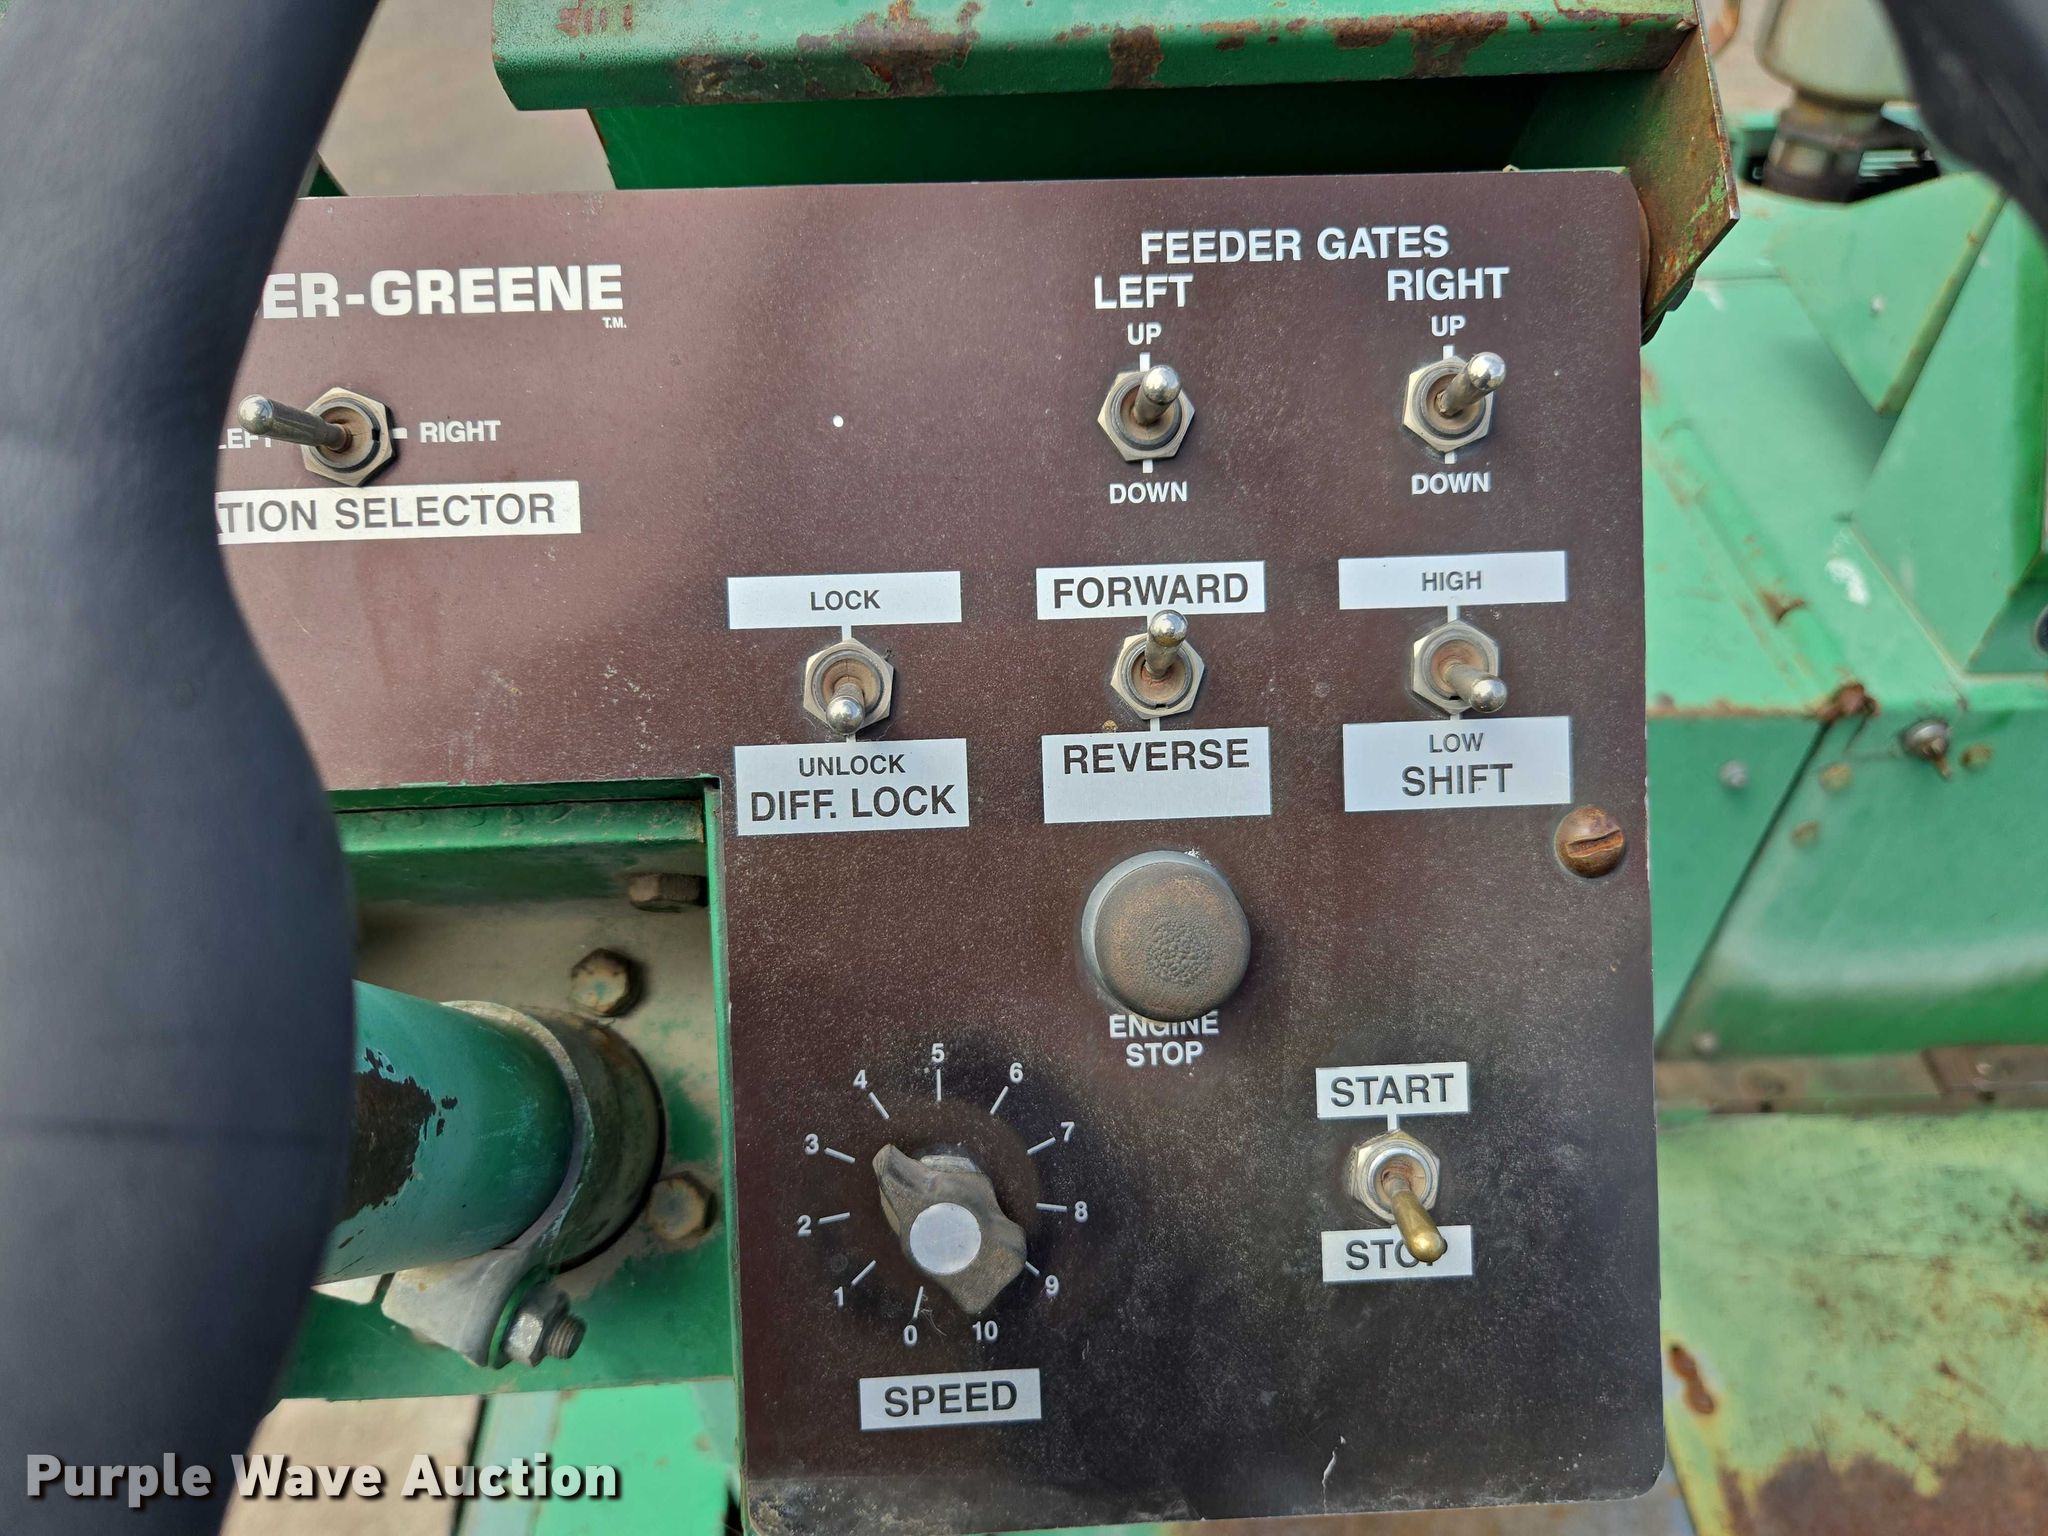 ER-GREENE
T.M.
FEEDER GATES
LEFT
RIGHT
UP
UP
LEFT
RIGHT
DOWN
DOWN
ATION SELECTOR
LOCK
FORWARD
HIGH
UNLOCK
DIFF. LOCK
REVERSE
LOW
SHIFT
ENGINE
STOP
0 1 2 3 4 5 6 7 8 9 10
START
STOP
SPEED
Purple Wave Auction